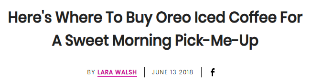 Here's Where To Buy Oreo Iced Coffee For
A Sweet Morning Pick-Me-Up
BY LARA WALSH | JUNE 13 2018 | f